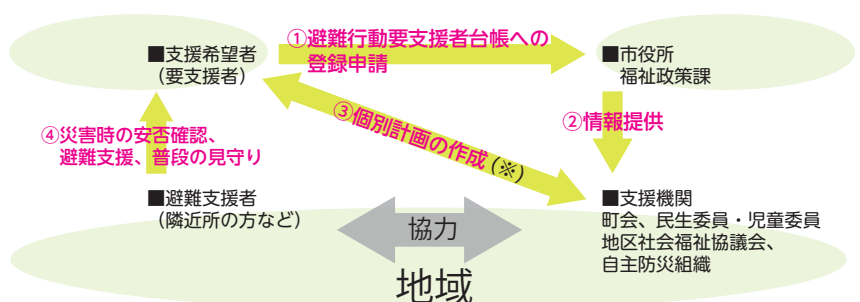 ■支援希望者
（要支援者）
①避難行動要支援者台帳への
登録申請
■市役所
福祉政策課
②情報提供
③個別計画の作成(※)
④災害時の安否確認、
避難支援、普段の見守り
■避難支援者
（隣近所の方など）
協力
■支援機関
町会、民生委員・児童委員
地区社会福祉協議会、
自主防災組織
地域